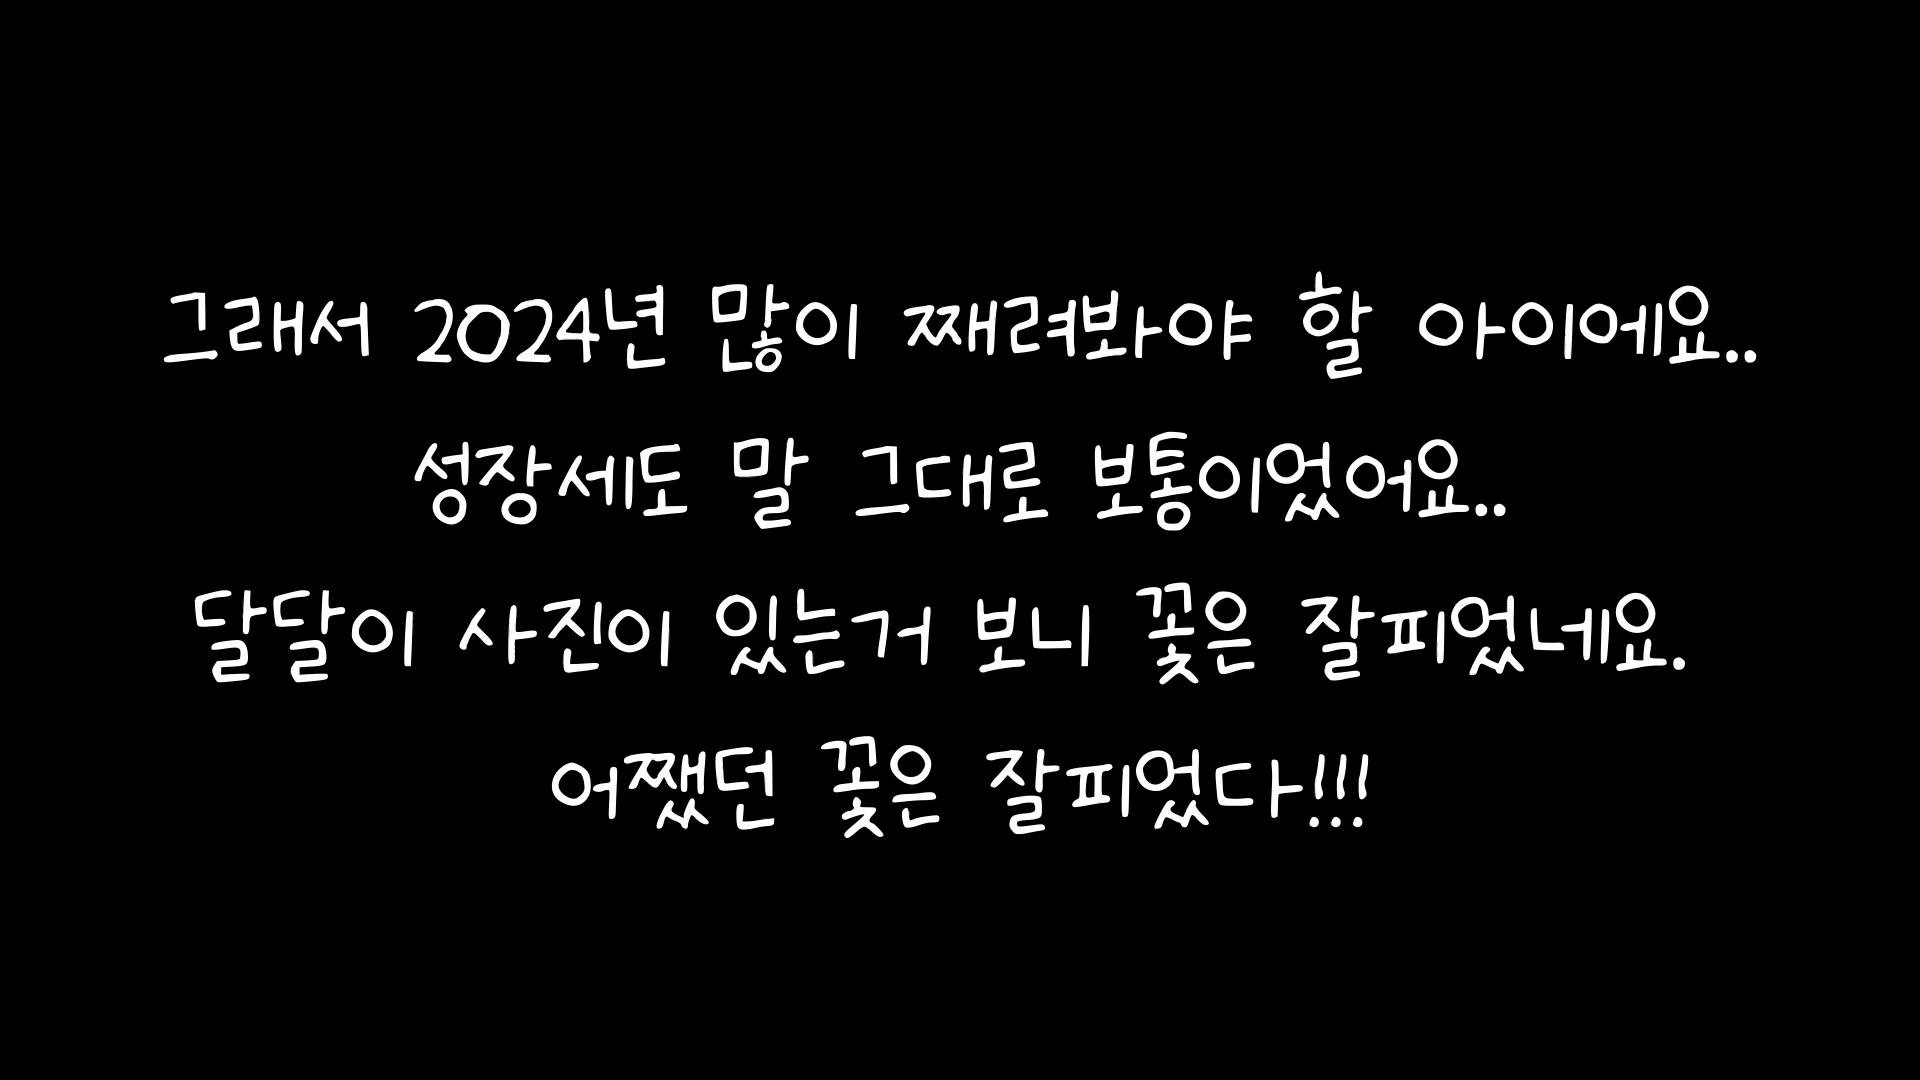 그래서 2024년 많이 째려봐야 할 아이에요..
성장세도 말 그대로 보통이었어요..
달달이 사진이 있는거 보니 꽃은 잘피었네요.
어쨌던 꽃은 잘피었다!!!